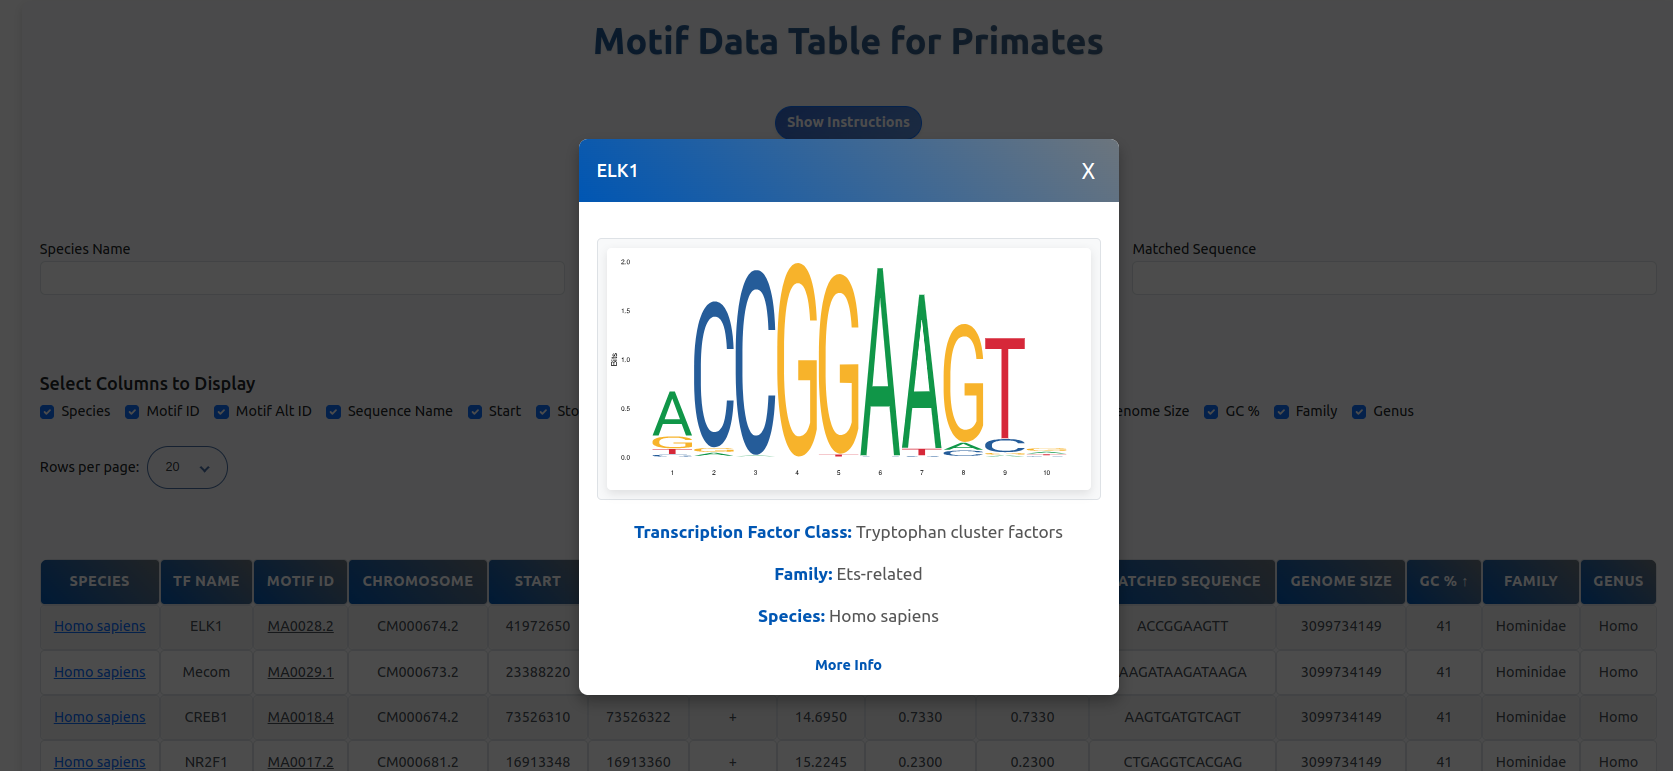 Motif Data Table for Primates
Show Instructions
ELK1 X
Species Name
Matched Sequence
2.0
1.5
Bits
1.0
0.5
0.0
ACCGGAAGT
1 2 3 4 5 6 7 8 9 10
Select Columns to Display
Species Motif ID Motif Alt ID Sequence Name Start Sto
enome Size GC % Family Genus
Rows per page: 20
Transcription Factor Class: Tryptophan cluster factors
Family: Ets-related
Species: Homo sapiens
More Info
SPECIES TF NAME MOTIF ID CHROMOSOME START ATCHED SEQUENCE GENOME SIZE GC % ↑ FAMILY GENUS
Homo sapiens ELK1 MA0028.2 CM000674.2 41972650 ACCGGAAGTT 3099734149 41 Hominidae Homo
Homo sapiens Mecom MA0029.1 CM000673.2 23388220 AAGATAAGATAAGA 3099734149 41 Hominidae Homo
Homo sapiens CREB1 MA0018.4 CM000674.2 73526310 73526322 + 14.6950 0.7330 0.7330 AAGTGATGTCAGT 3099734149 41 Hominidae Homo
Homo sapiens NR2F1 MA0017.2 CM000681.2 16913348 16913360 + 15.2245 0.2300 0.2300 CTGAGGTCACGAG 3099734149 41 Hominidae Homo